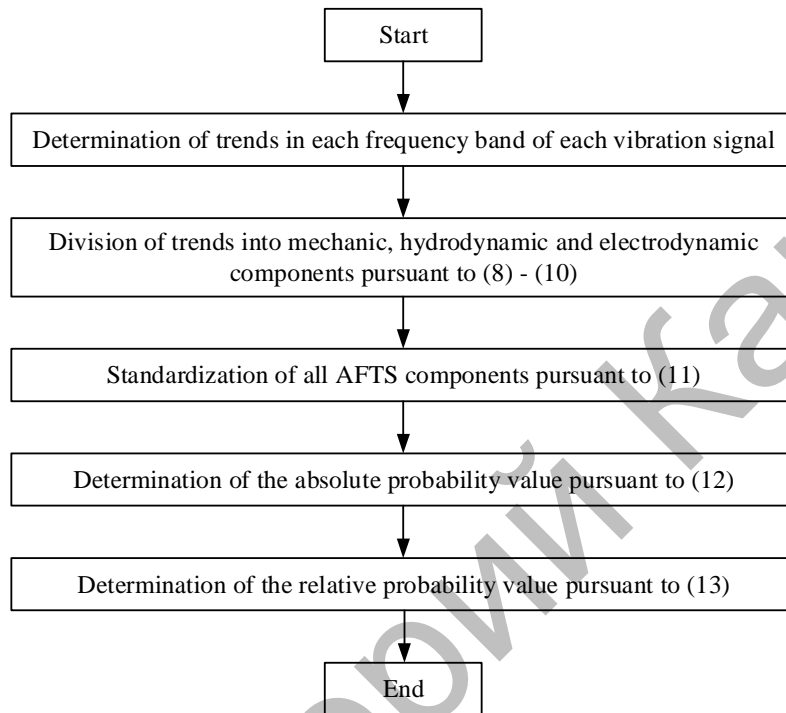 Start
Determination of trends in each frequency band of each vibration signal
Division of trends into mechanic, hydrodynamic and electrodynamic
components pursuant to (8) - (10)
Standardization of all AFTS components pursuant to (11)
Determination of the absolute probability value pursuant to (12)
Determination of the relative probability value pursuant to (13)
End